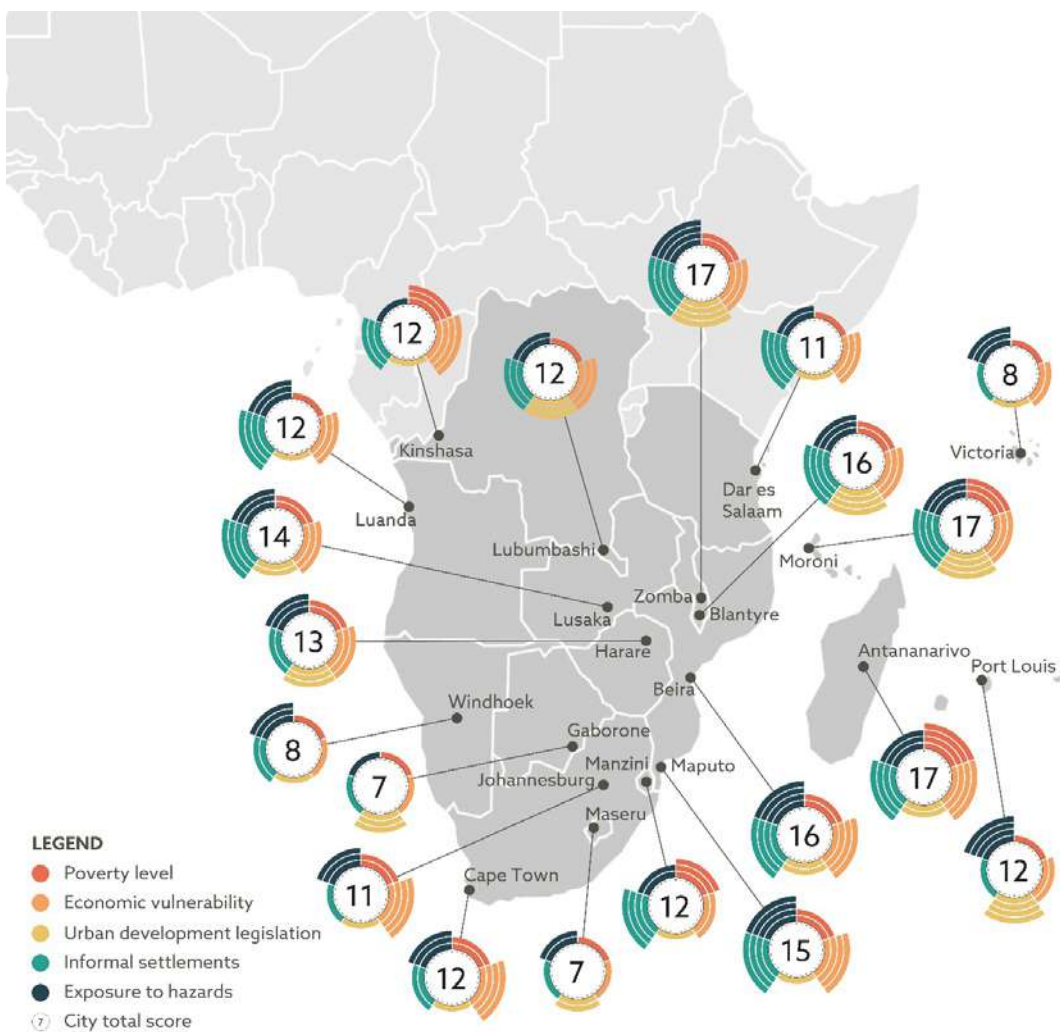 17
12
11
12
8
12
Kinshasa
Victoria
16
Dar es
Salaam
Luanda
17
14
Lubumbashi
Moroni
Zomba
Lusaka
Blantyre
13
Harare
Antananarivo
Port Louis
Beira
Windhoek
8
Gaborone
Manzini
Maputo
7
Johannesburg
17
Maseru
16
LEGEND
Poverty level
12
11
Cape Town
Economic vulnerability
12
Urban development legislation
15
Informal settlements
12
7
Exposure to hazards
7 City total score